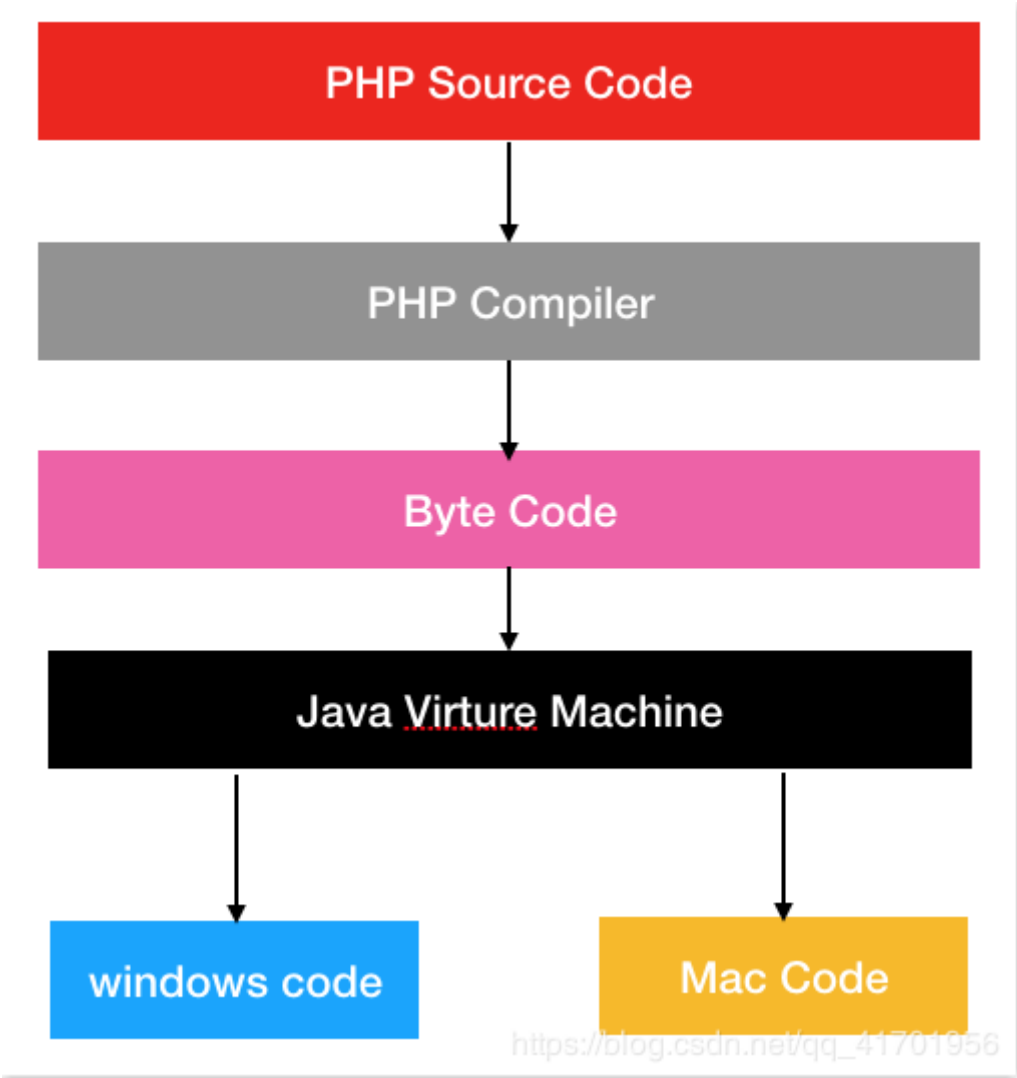 PHP Source Code
PHP Compiler
Byte Code
Java Virture Machine
windows code
Mac Code
https://blog.csdn.net/qq_41701956